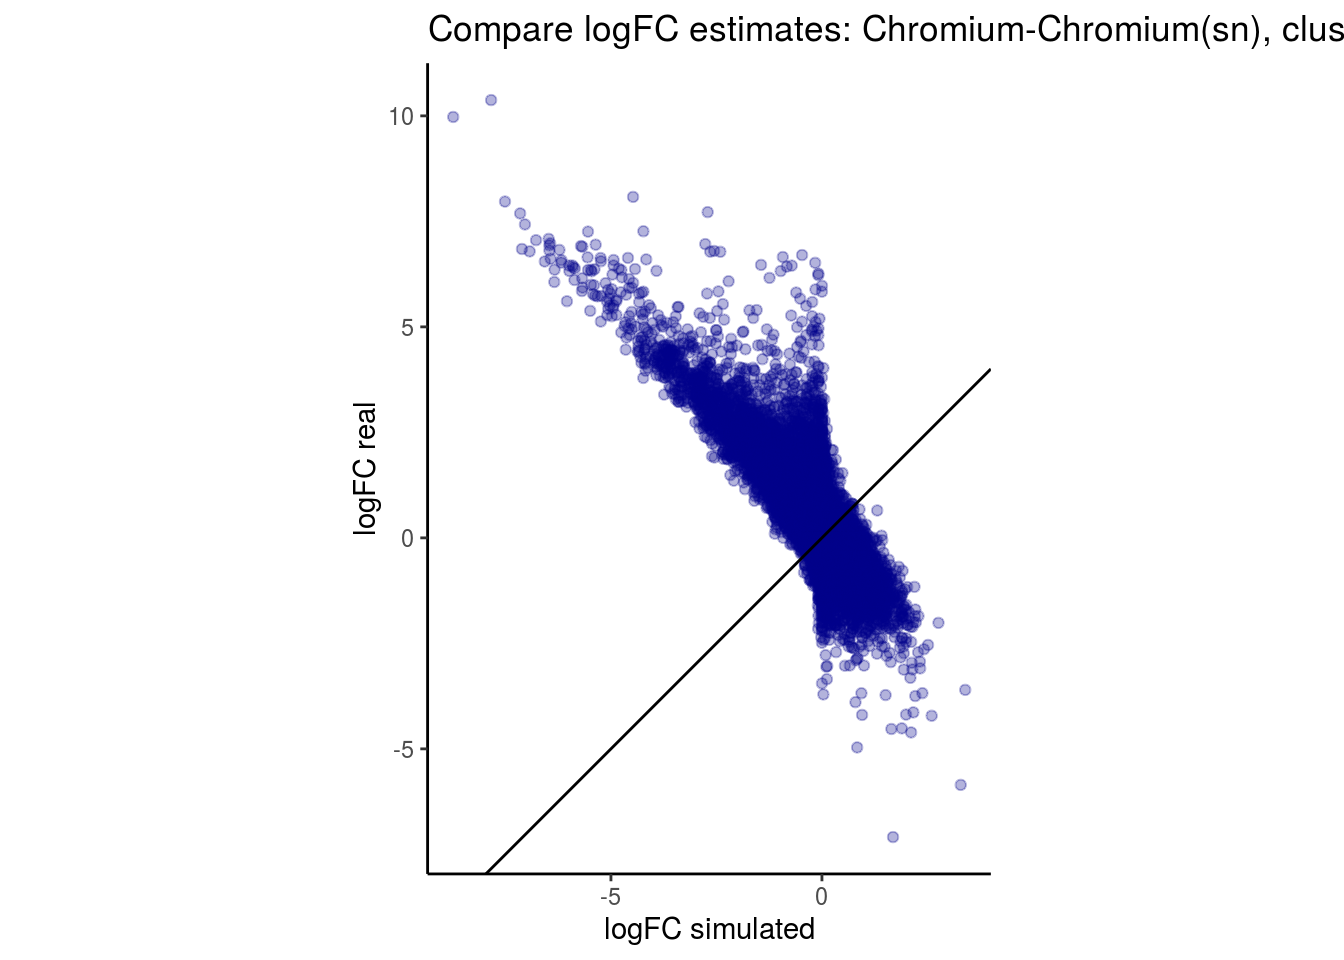 Compare logFC estimates: Chromium-Chromium(sn), clus
10
5
0
-5
logFC real
-5 0
logFC simulated